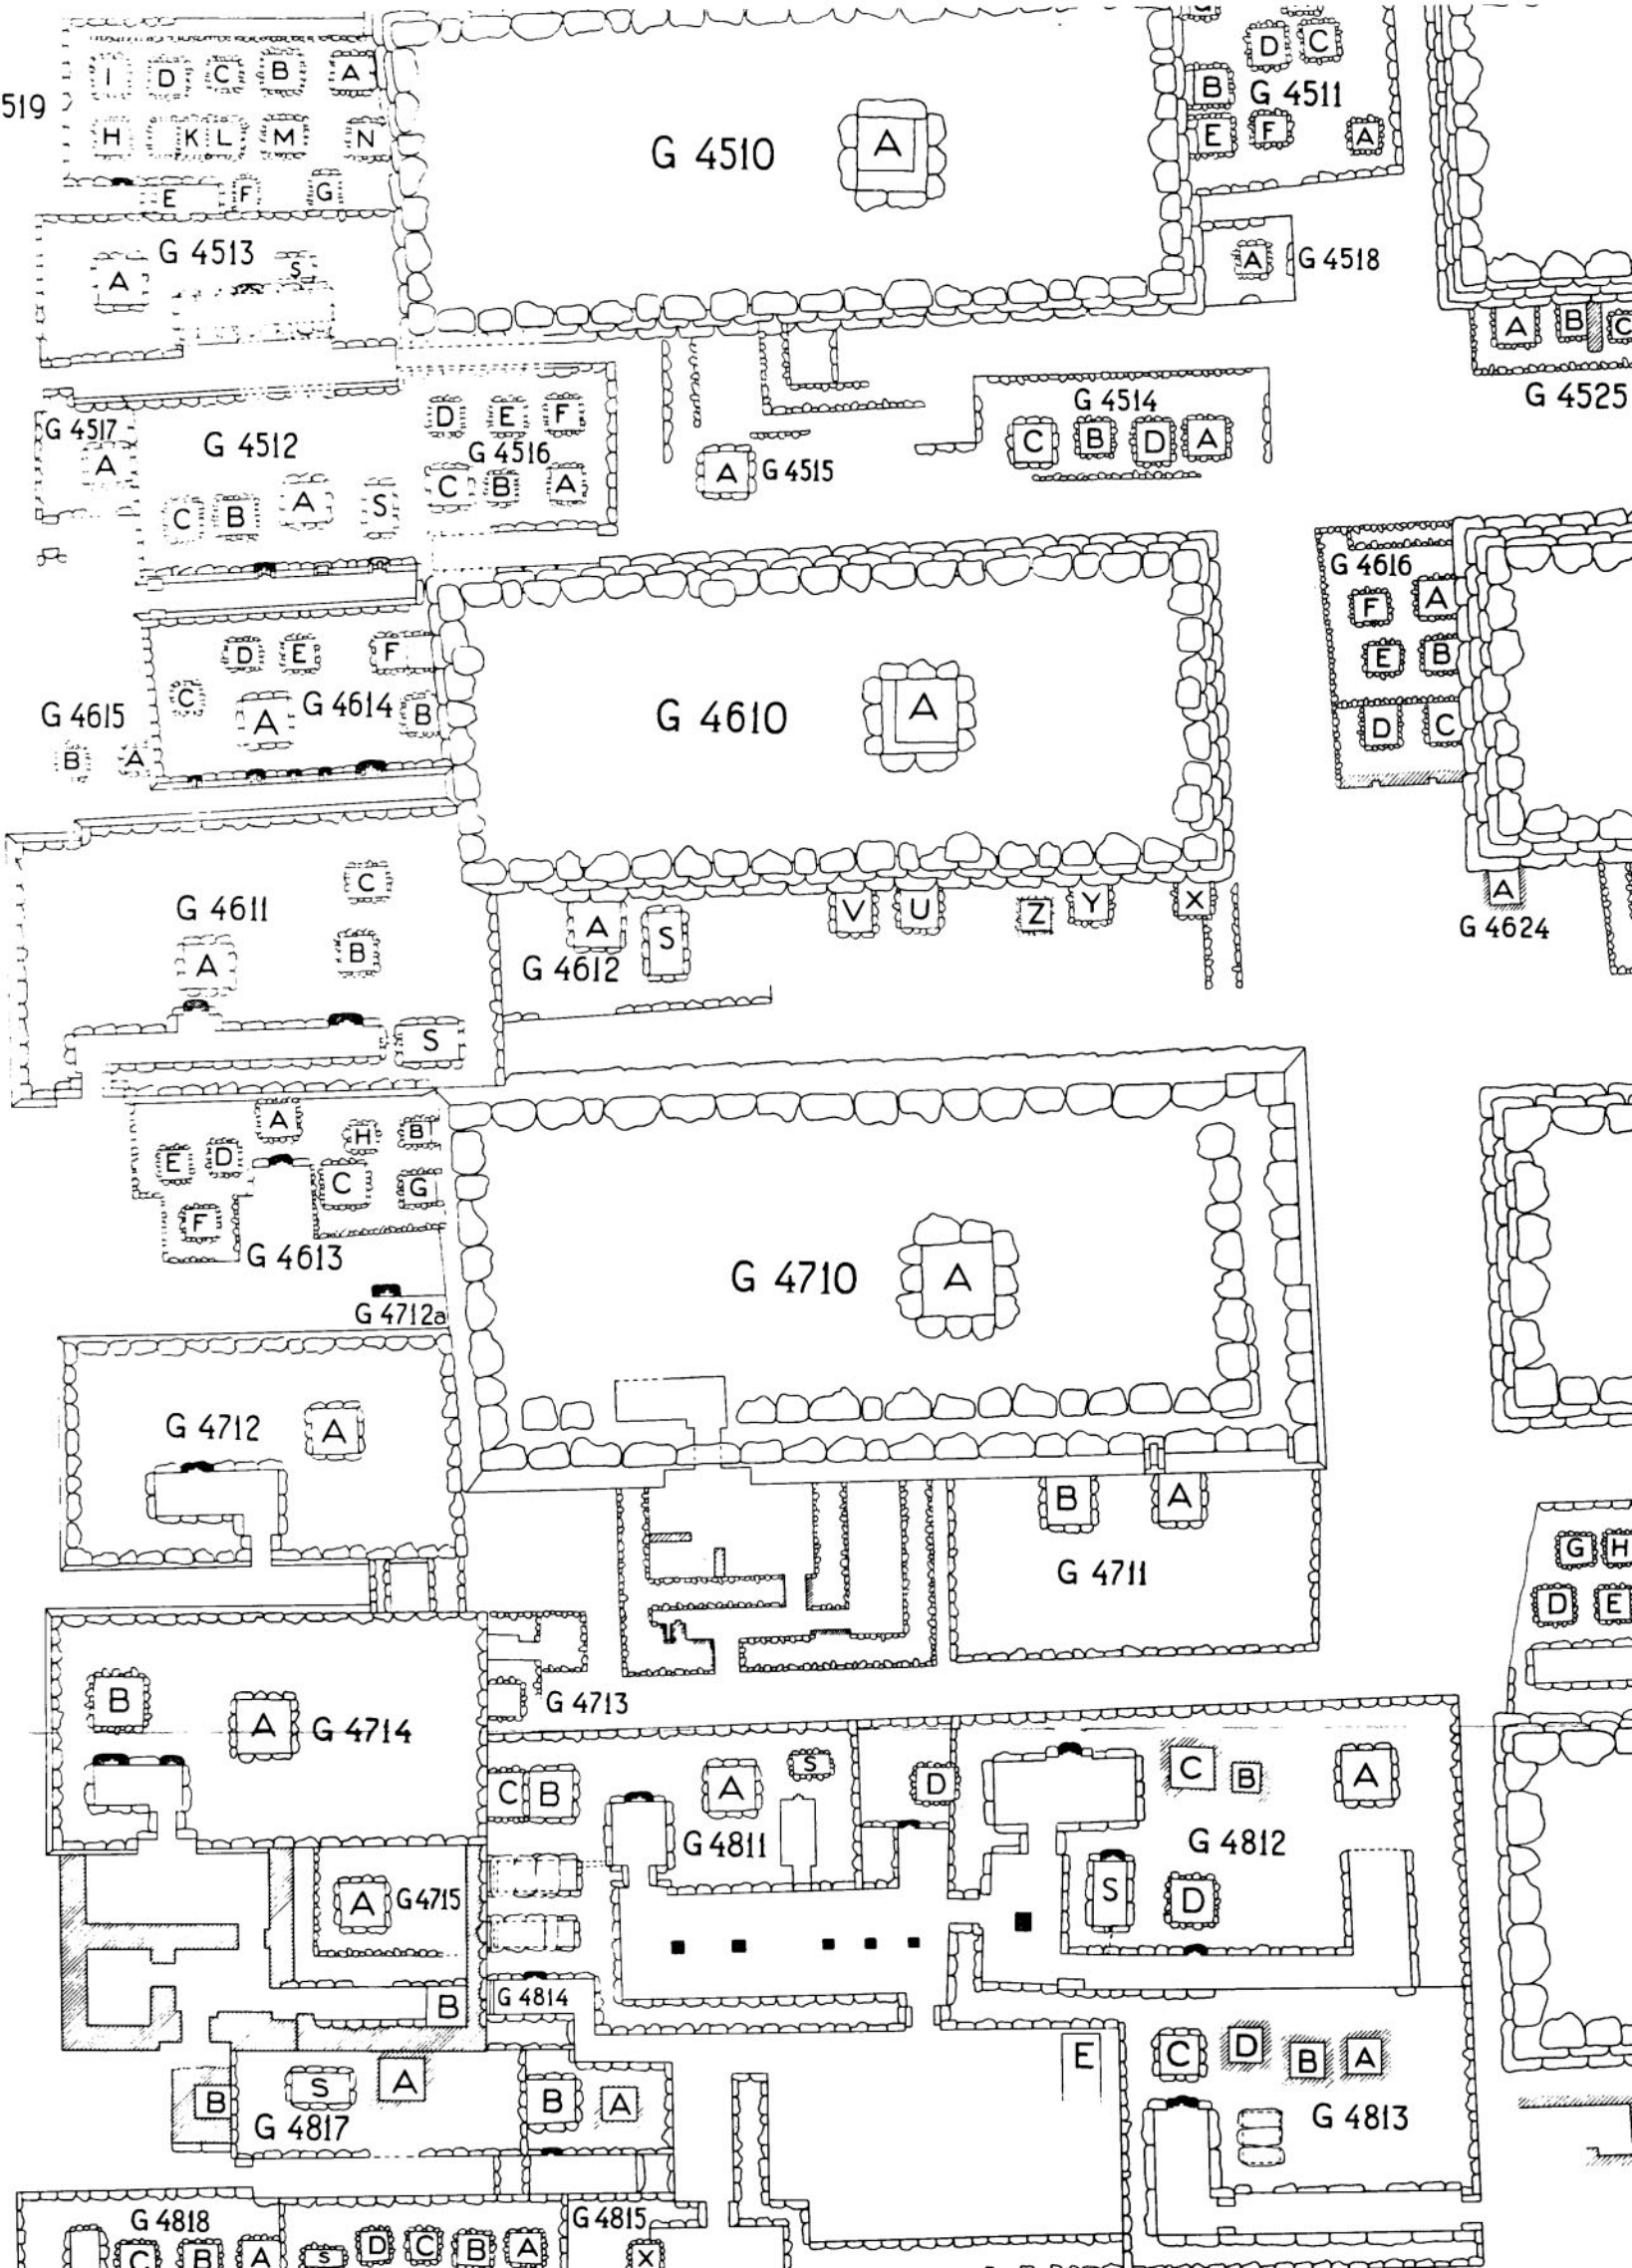 D C
I D C B A
B G 4511
519
H K L M N
E F A
G 4510 A
E F G
G 4513 S
A
A G 4518
A B C
G 4525
D E F
G 4517
G 4512
G 4516
A
C B A S
C B A
A G 4515
G 4514
C B D A
G 4616
F A
E B
D C
D E F
C
A G 4614 B
G 4615
B A
G 4610 A
C
G 4611
A B
S
A S
G 4612
V U Z Y X
A
G 4624
A
H B
E D
C G
F
G 4613
G 4712a
G 4710 A
G 4712 A
B A
G 4711
G H
D E
B
A G 4714
G 4713
C B
A S
D
G 4811
C B A
G 4812
S D
A G 4715
B
G 4814
E
C D B A
G 4813
B
S A
G 4817
B A
G 4818
C B A
S D C B A
G 4815
X